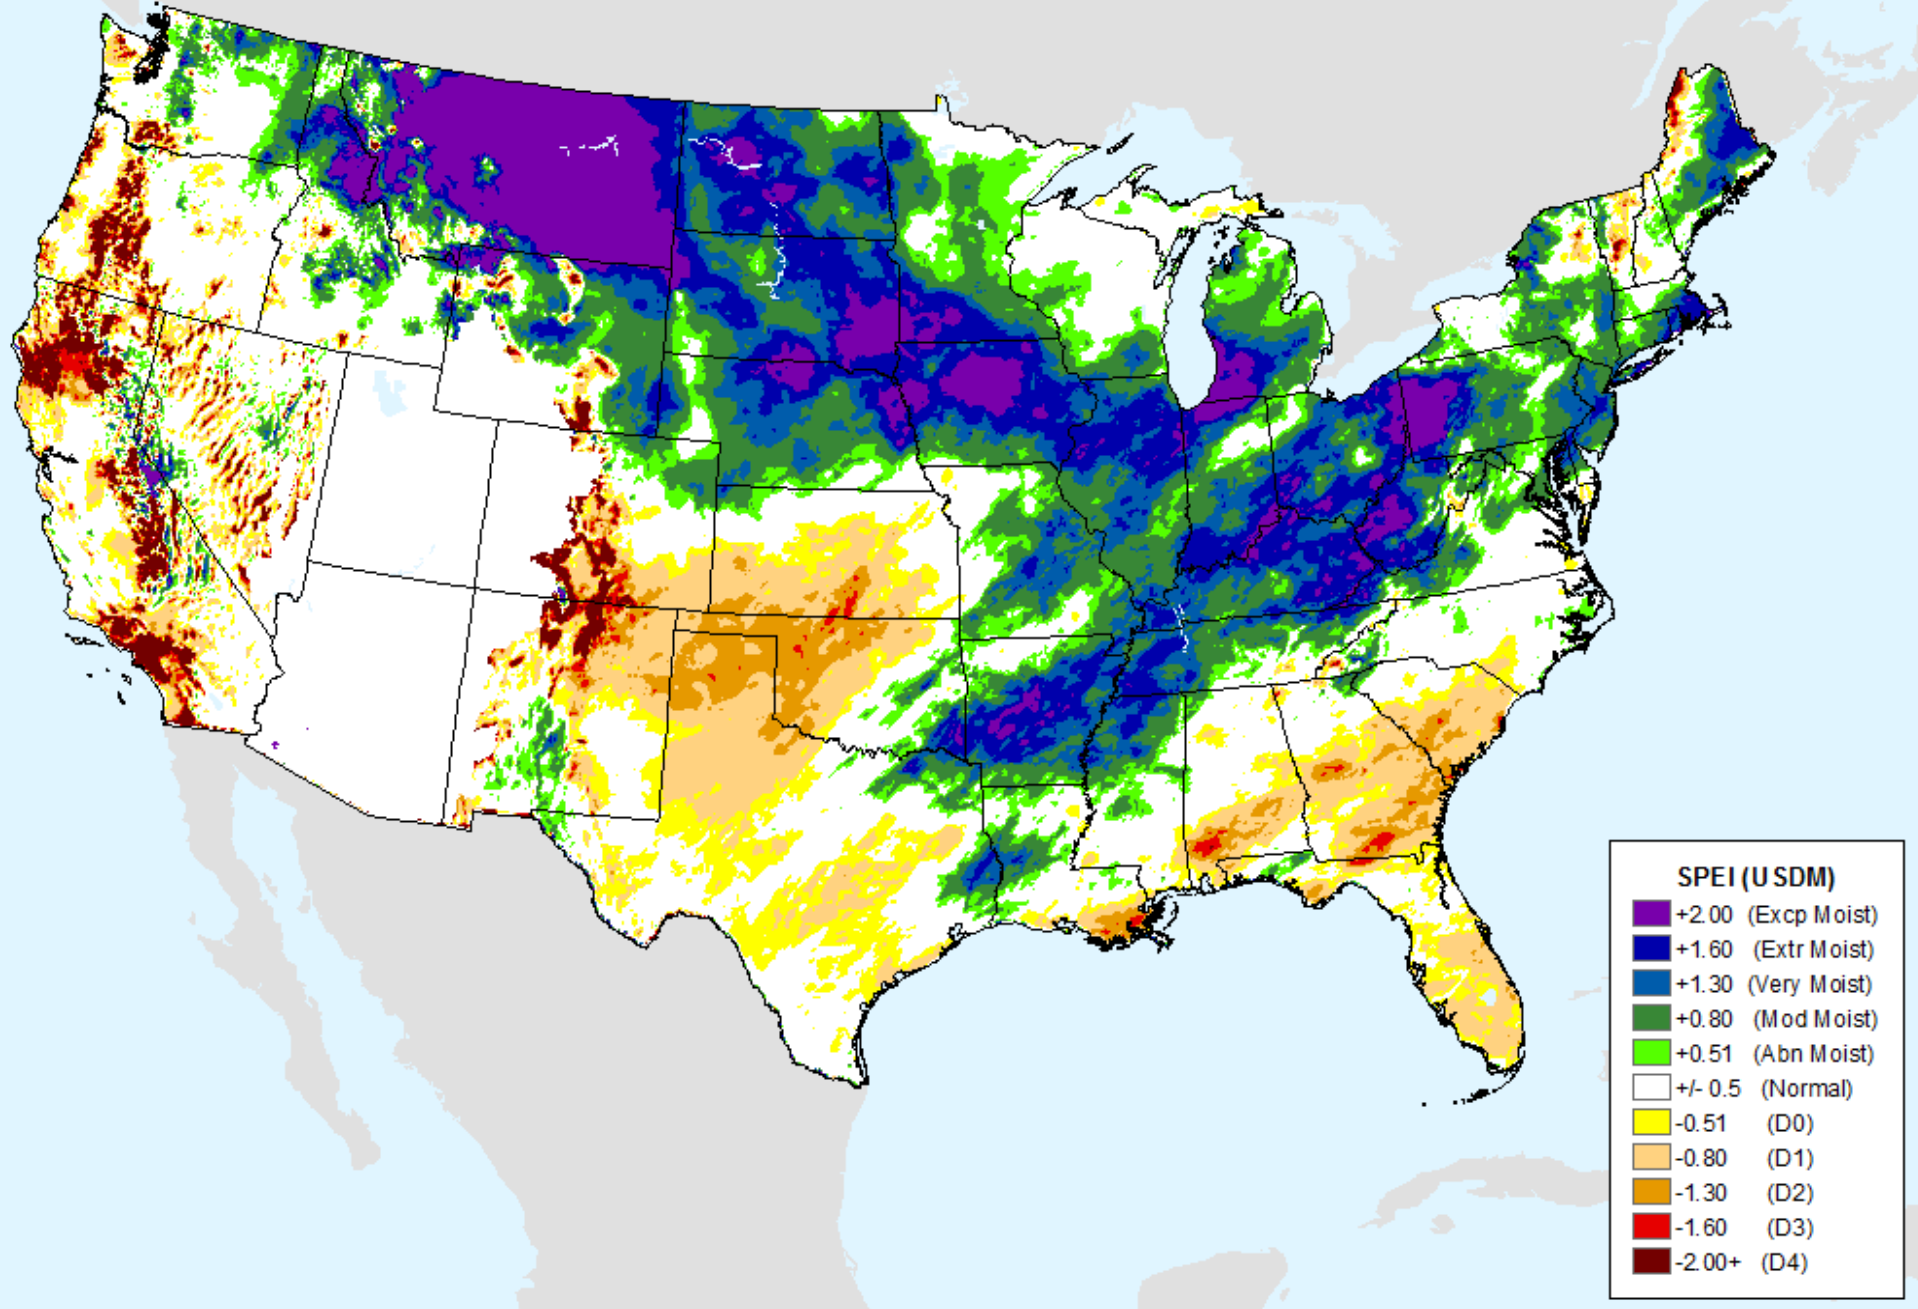 SPEI (USDM)
+2.00 (Excp Moist)
+1.60 (Extr Moist)
+1.30 (Very Moist)
+0.80 (Mod Moist)
+0.51 (Abn Moist)
+/- 0.5 (Normal)
-0.51 (D0)
-0.80 (D1)
-1.30 (D2)
-1.60 (D3)
-2.00+ (D4)